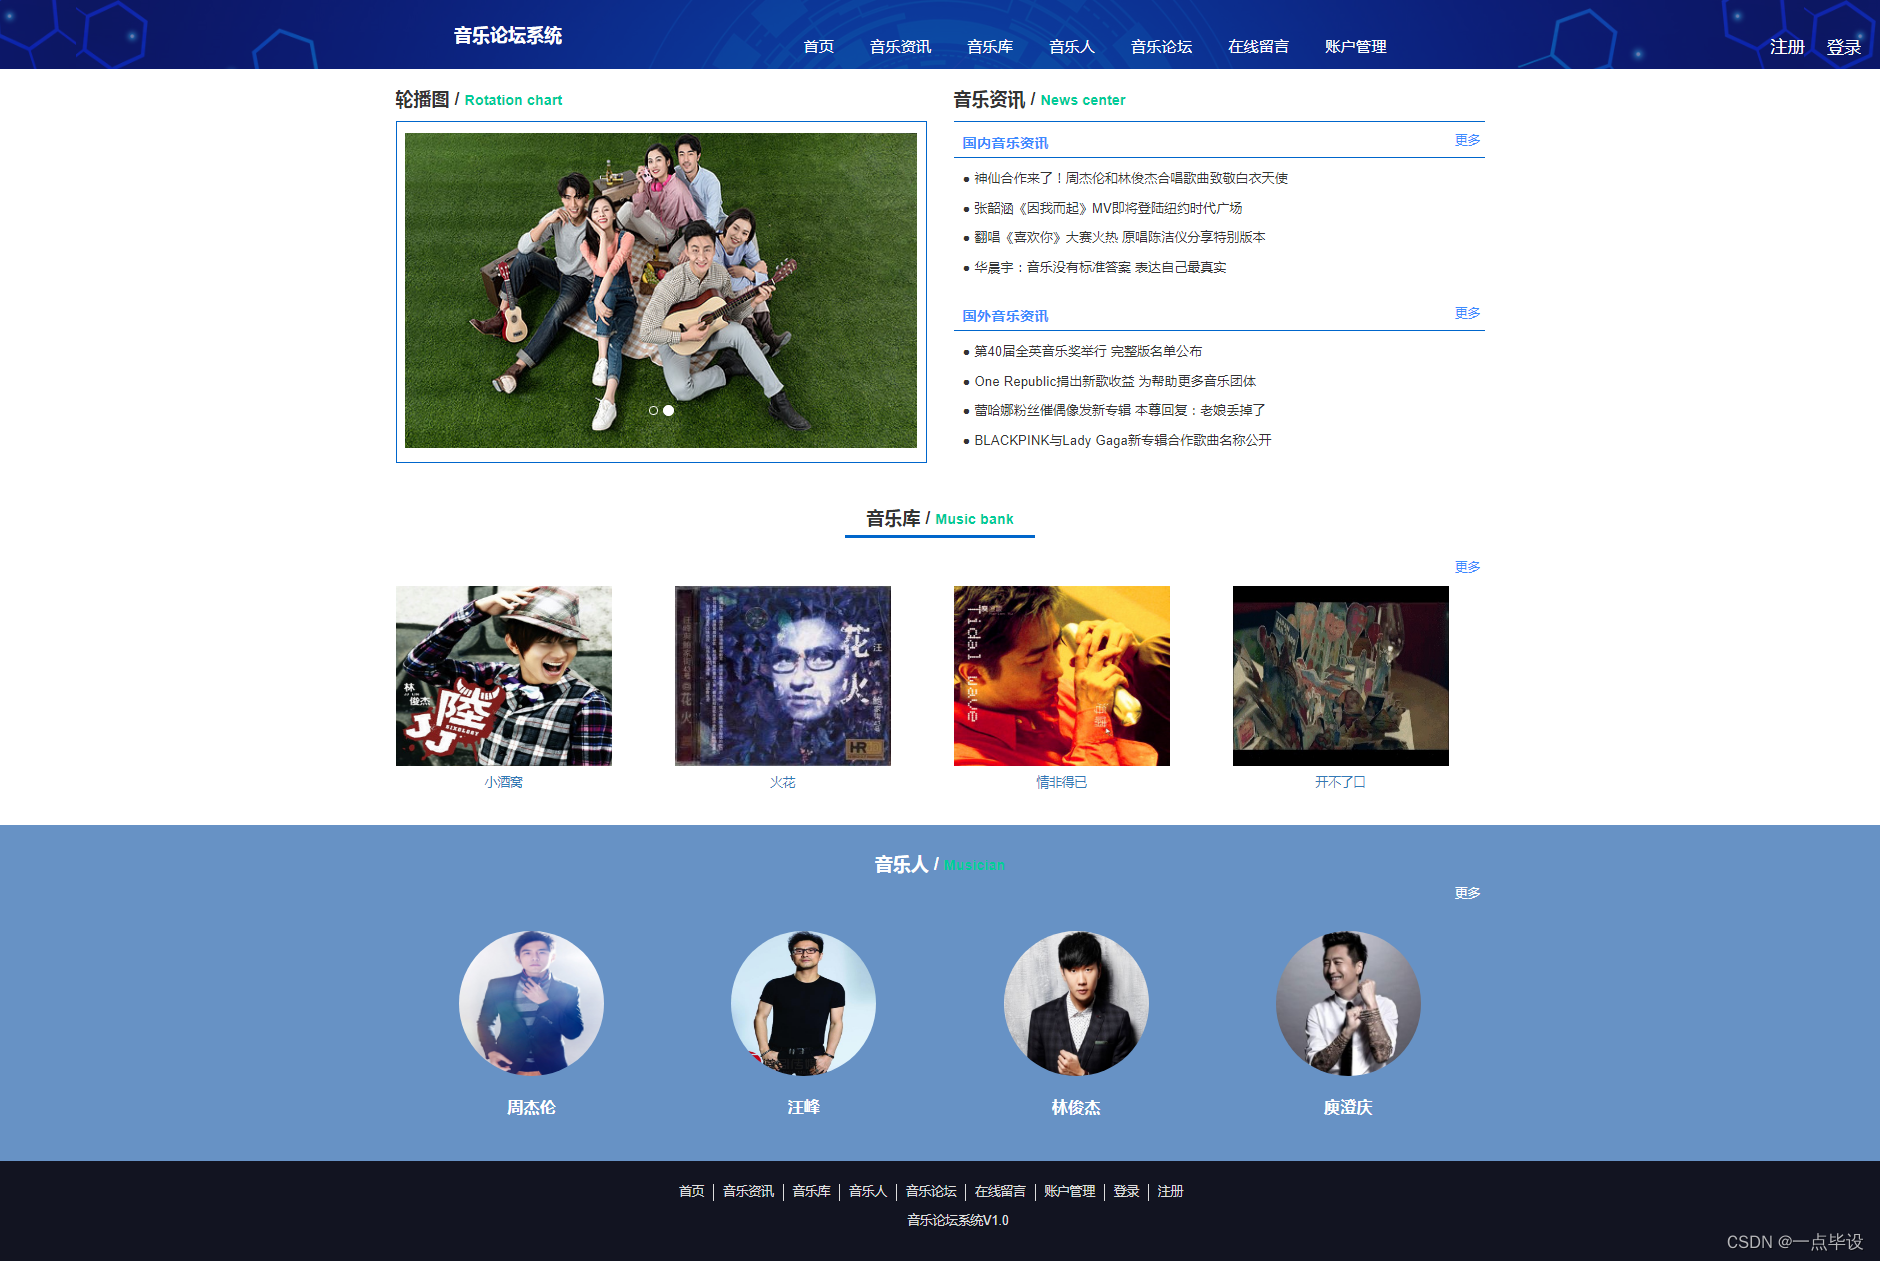 音乐论坛系统
首页 音乐资讯 音乐库 音乐人 音乐论坛 在线留言 账户管理
注册 登录
轮播图 / Rotation chart
音乐资讯 / News center
国内音乐资讯 更多
● 神仙合作来了！周杰伦和林俊杰合唱歌曲致敬白衣天使
● 张韶涵《因我而起》MV即将登陆纽约时代广场
● 翻唱《喜欢你》大赛火热 原唱陈洁仪分享特别版本
● 华晨宇：音乐没有标准答案 表达自己最真实
国外音乐资讯 更多
● 第40届全英音乐奖举行 完整版名单公布
● One Republic捐出新歌收益 为帮助更多音乐团体
● 蕾哈娜粉丝催偶像发新专辑 本尊回复：老娘丢掉了
● BLACKPINK与Lady Gaga新专辑合作歌曲名称公开
音乐库 / Music bank
更多
林俊杰
JJ
陸
SIXOLOGY
花火
汪
HR
Tidal wave
小酒窝 火花 情非得已 开不了口
音乐人 / Musician
更多
周杰伦 汪峰 林俊杰 庾澄庆
首页 | 音乐资讯 | 音乐库 | 音乐人 | 音乐论坛 | 在线留言 | 账户管理 | 登录 | 注册
音乐论坛系统V1.0
CSDN @一点毕设